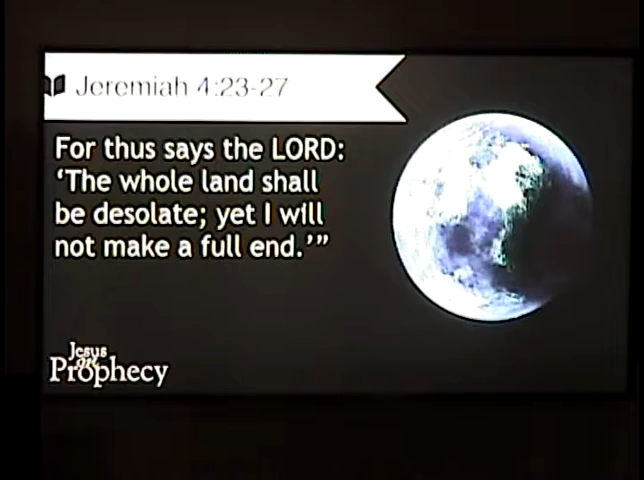 Jeremiah 4:23-27
For thus says the LORD:
‘The whole land shall
be desolate; yet I will
not make a full end.’”
Jesus
on
Prophecy